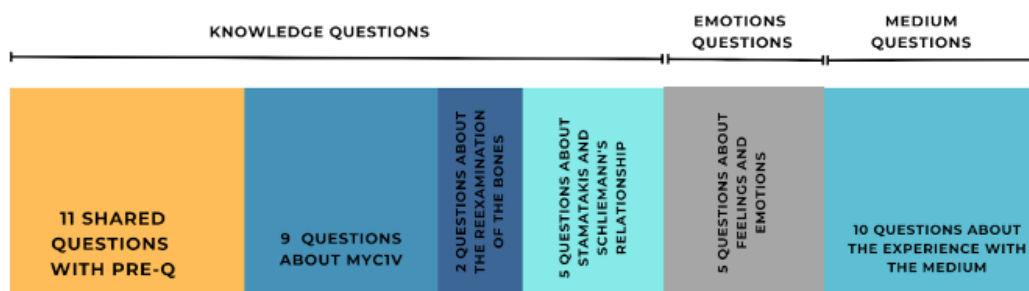 KNOWLEDGE QUESTIONS
EMOTIONS
QUESTIONS
MEDIUM
QUESTIONS
11 SHARED
QUESTIONS
WITH PRE-Q
9 QUESTIONS
ABOUT MYC1V
2 QUESTIONS ABOUT
THE REEXAMINATION
OF THE BONES
5 QUESTIONS ABOUT
STAMATAKIS AND
SCHLIEMANN'S
RELATIONSHIP
5 QUESTIONS ABOUT
FEELINGS AND
EMOTIONS
10 QUESTIONS ABOUT
THE EXPERIENCE WITH
THE MEDIUM